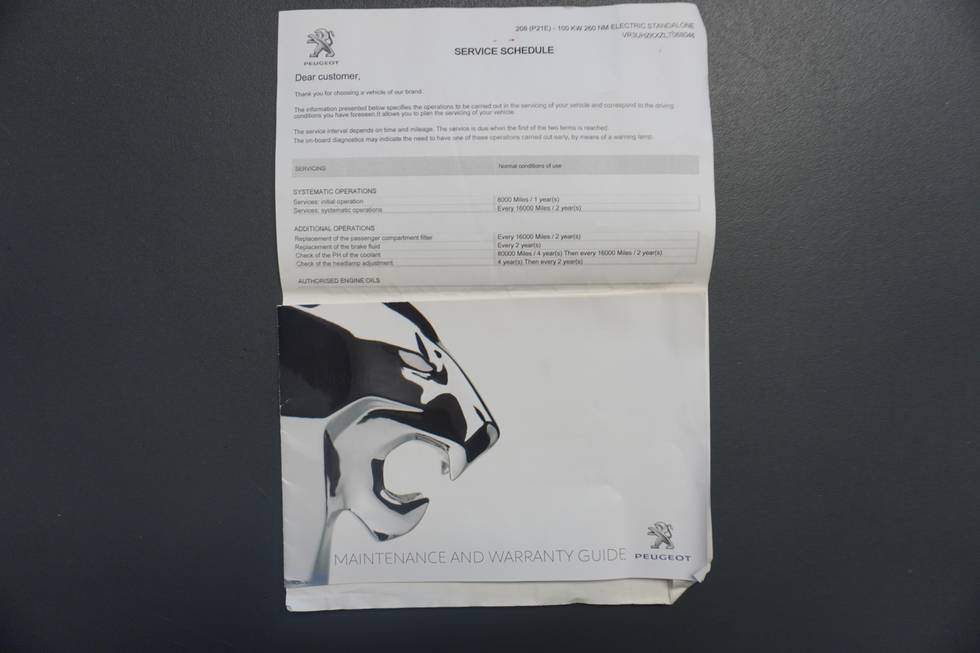 PEUGEOT
208 (P21E) - 100 KW 260 NM ELECTRIC STANDALONE
SERVICE SCHEDULE
Dear customer,
Thank you for choosing a vehicle of our brand.
The information presented below specifies the operations to be carried out in the servicing of your vehicle and correspond to the driving
conditions you have foreseen.It allows you to plan the servicing of your vehicle.
The service interval depends on time and mileage. The service is due when the first of the two terms is reached.
The on-board diagnostics may indicate the need to have one of these operations carried out early, by means of a warning lamp.
SERVICING Normal conditions of use
SYSTEMATIC OPERATIONS
Services: initial operation 8000 Miles / 1 year(s)
Services: systematic operations Every 16000 Miles / 2 year(s)
ADDITIONAL OPERATIONS
Replacement of the passenger compartment filter Every 16000 Miles / 2 year(s)
Replacement of the brake fluid Every 2 year(s)
Check of the PH of the coolant 80000 Miles / 4 year(s) Then every 16000 Miles / 2 year(s)
Check of the headlamp adjustment 4 year(s) Then every 2 year(s)
AUTHORISED ENGINE OILS
MAINTENANCE AND WARRANTY GUIDE
PEUGEOT